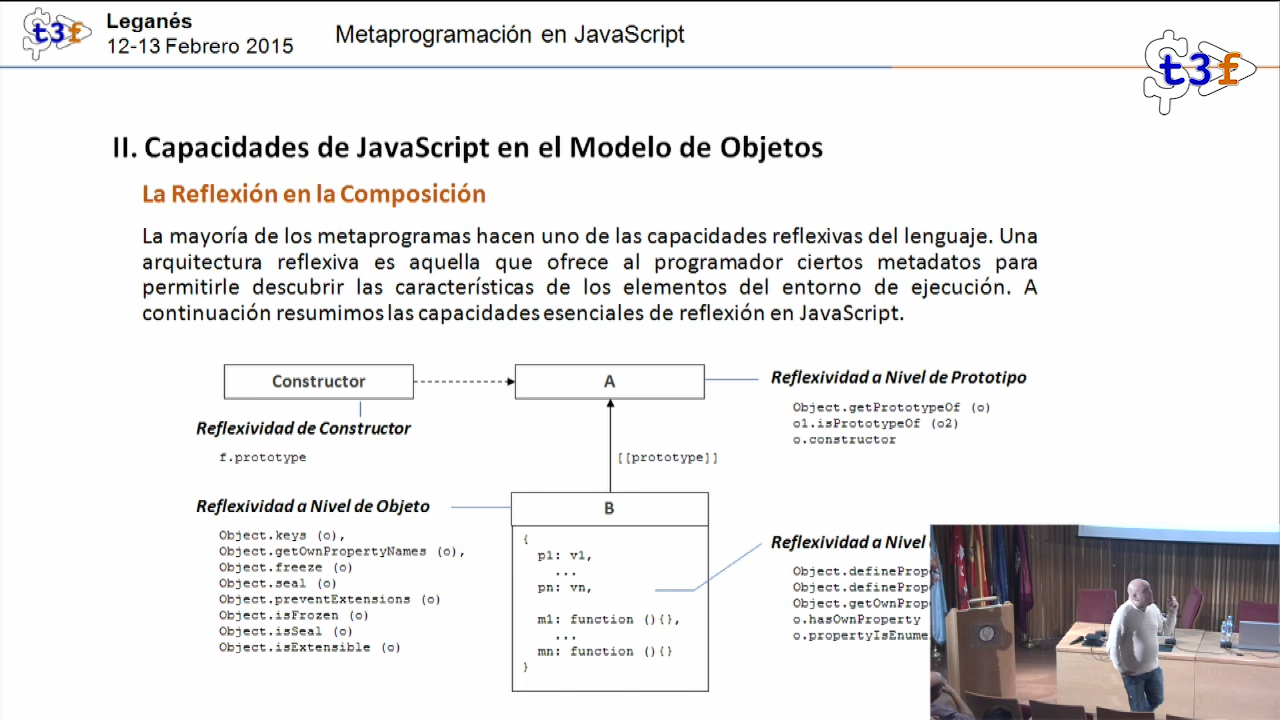 t3f
Leganés
12-13 Febrero 2015
Metaprogramación en JavaScript
t3f
II. Capacidades de JavaScript en el Modelo de Objetos
La Reflexión en la Composición
La mayoría de los metaprogramas hacen uno de las capacidades reflexivas del lenguaje. Una
arquitectura reflexiva es aquella que ofrece al programador ciertos metadatos para
permitirle descubrir las características de los elementos del entorno de ejecución. A
continuación resumimos las capacidades esenciales de reflexión en JavaScript.
Constructor
A
Reflexividad a Nivel de Prototipo
Object.getPrototypeOf (o)
o1.isPrototypeOf (o2)
o.constructor
Reflexividad de Constructor
f.prototype
[[prototype]]
Reflexividad a Nivel de Objeto
Object.keys (o),
Object.getOwnPropertyNames (o),
Object.freeze (o)
Object.seal (o)
Object.preventExtensions (o)
Object.isFrozen (o)
Object.isSeal (o)
Object.isExtensible (o)
B
{
p1: v1,
...
pn: vn,
m1: function (){},
...
mn: function (){}
}
Reflexividad a Nivel
Object.defineProp
Object.defineProp
Object.getOwnProp
o.hasOwnProperty
o.propertyIsEnume